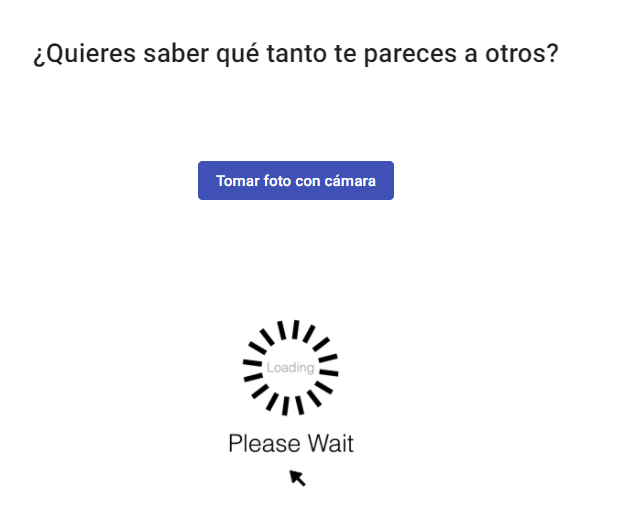 ¿Quieres saber qué tanto te pareces a otros?
Tomar foto con cámara
Loading
Please Wait